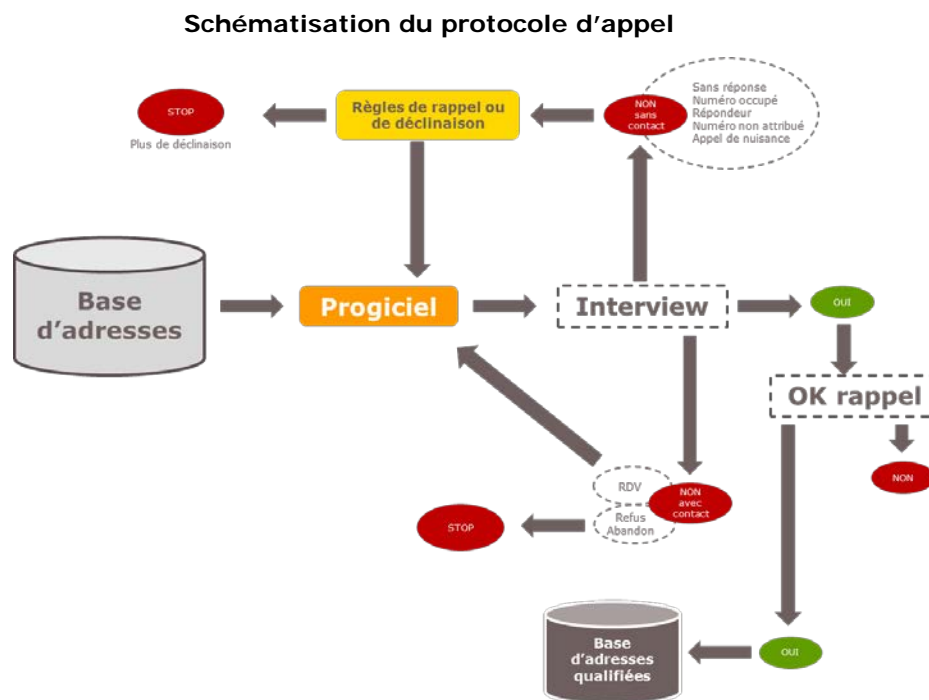 Schématisation du protocole d'appel
STOP
Plus de déclinaison
Règles de rappel ou
de déclinaison
NON
sans
contact
Sans réponse
Numéro occupé
Répondeur
Numéro non attribué
Appel de nuisance
Base
d'adresses
Progiciel
Interview
OUI
OK rappel
NON
RDV
Refus
Abandon
NON
avec
contact
STOP
Base
d'adresses
qualifiées
OUI